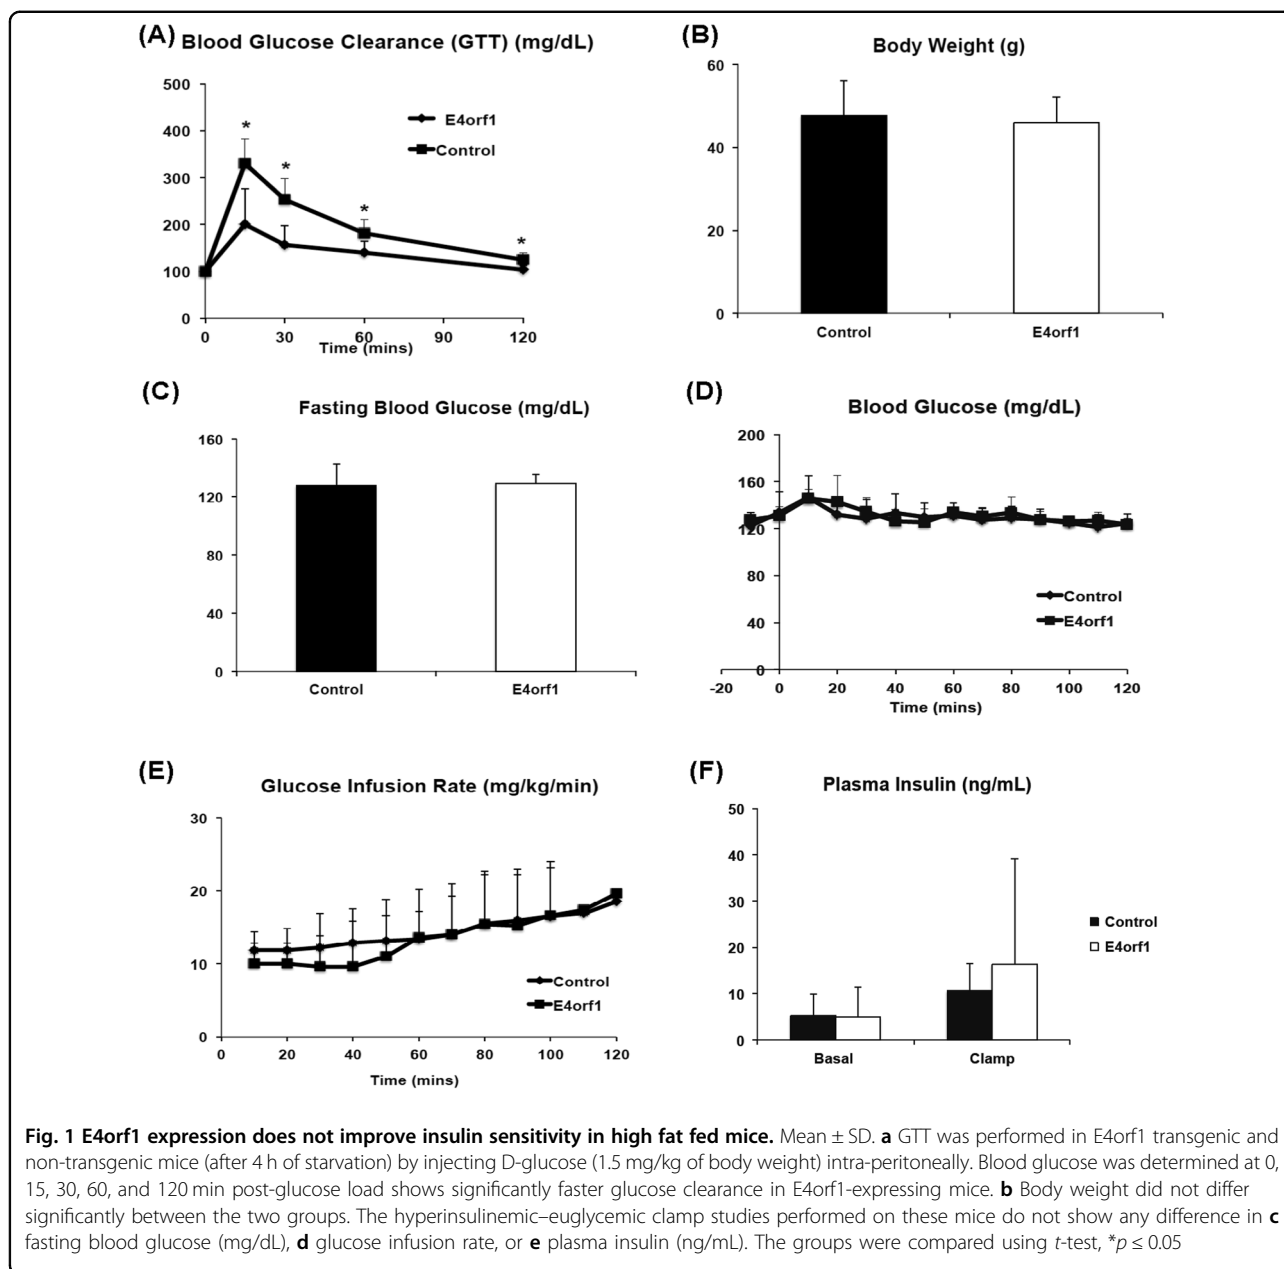 (A)
Blood Glucose Clearance (GTT) (mg/dL)
500
400
300
200
100
0
E4orf1
Control
*
*
*
*
0 30 60 90 120
Time (mins)
(B)
Body Weight (g)
60
40
20
0
Control E4orf1
(C)
Fasting Blood Glucose (mg/dL)
160
120
80
40
0
Control E4orf1
(D)
Blood Glucose (mg/dL)
200
160
120
80
40
0
Control
E4orf1
-20 0 20 40 60 80 100 120
Time (mins)
(E)
Glucose Infusion Rate (mg/kg/min)
30
20
10
0
Control
E4orf1
0 20 40 60 80 100 120
Time (mins)
(F)
Plasma Insulin (ng/mL)
50
40
30
20
10
0
Control
E4orf1
Basal Clamp
Fig. 1 E4orf1 expression does not improve insulin sensitivity in high fat fed mice. Mean ± SD. a GTT was performed in E4orf1 transgenic and
non-transgenic mice (after 4 h of starvation) by injecting D-glucose (1.5 mg/kg of body weight) intra-peritoneally. Blood glucose was determined at 0,
15, 30, 60, and 120 min post-glucose load shows significantly faster glucose clearance in E4orf1-expressing mice. b Body weight did not differ
significantly between the two groups. The hyperinsulinemic–euglycemic clamp studies performed on these mice do not show any difference in c
fasting blood glucose (mg/dL), d glucose infusion rate, or e plasma insulin (ng/mL). The groups were compared using t-test, *p ≤ 0.05